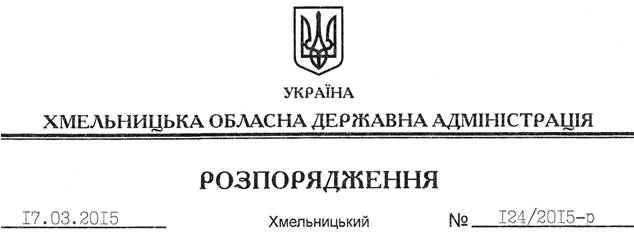 УКРАЇНА
ХМЕЛЬНИЦЬКА ОБЛАСНА ДЕРЖАВНА АДМІНІСТРАЦІЯ
РОЗПОРЯДЖЕННЯ
17.03.2015 Хмельницький № 124/2015-р